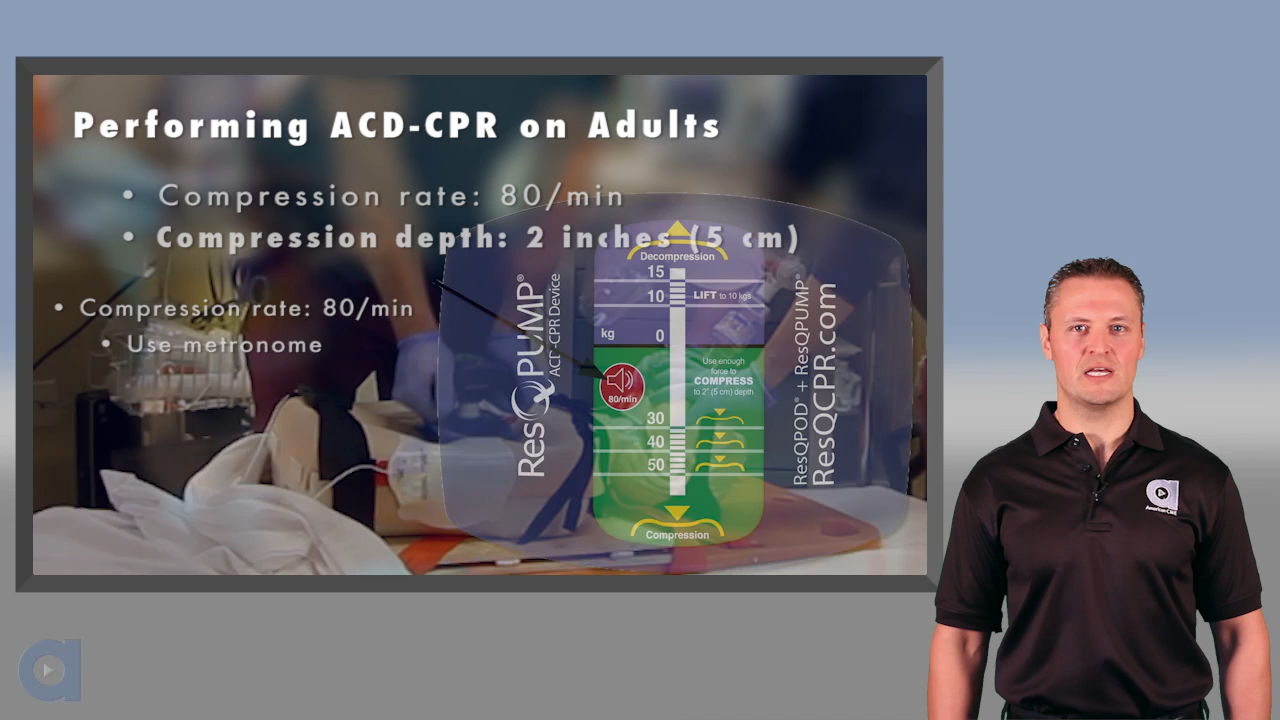 Performing ACD-CPR on Adults
• Compression rate: 80/min
• Compression depth: 2 inches (5 cm)
• Compression rate: 80/min
• Use metronome
Decompression
15
10
LIFT to 10 kgs
kg
0
Use enough
force to
COMPRESS
to 2" (5 cm) depth
80/min
30
40
50
Compression
ResQPUMP®
ACD-CPR Device
ResQPOD® + ResQPUMP®
ResQCPR.com
a
American CME